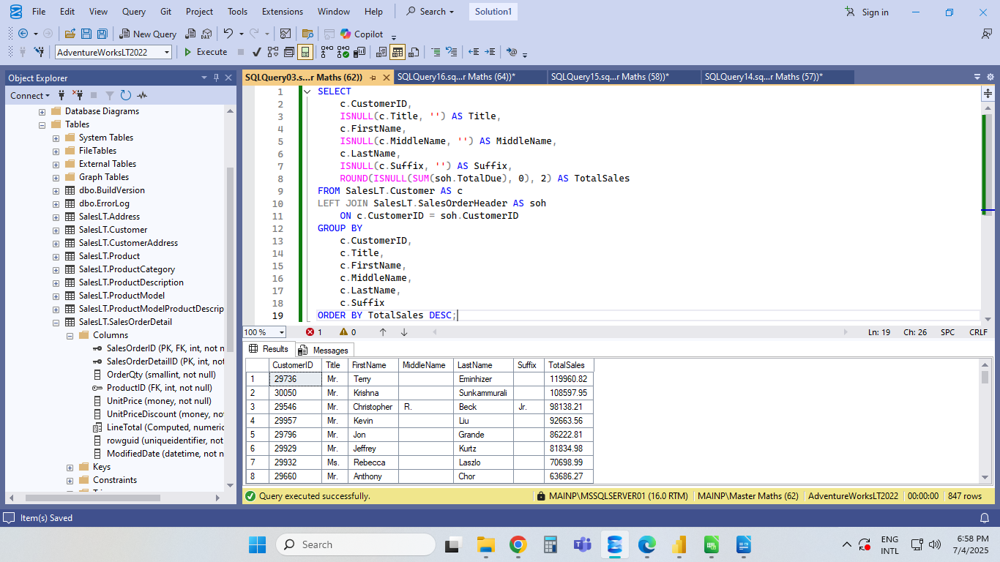 File Edit View Query Git Project Tools Extensions Window Help Search Solution1 Sign in
New Query DAX Copilot
AdventureWorksLT2022 Execute
Object Explorer
Connect
Database Diagrams
Tables
System Tables
FileTables
External Tables
Graph Tables
dbo.BuildVersion
dbo.ErrorLog
SalesLT.Address
SalesLT.Customer
SalesLT.CustomerAddress
SalesLT.Product
SalesLT.ProductCategory
SalesLT.ProductDescription
SalesLT.ProductModel
SalesLT.ProductModelProductDescrip
SalesLT.SalesOrderDetail
Columns
SalesOrderID (PK, FK, int, not n
SalesOrderDetailID (PK, int, not
OrderQty (smallint, not null)
ProductID (FK, int, not null)
UnitPrice (money, not null)
UnitPriceDiscount (money, no
LineTotal (Computed, numeric
rowguid (uniqueidentifier, not
ModifiedDate (datetime, not n
Keys
Constraints
SQLQuery03.s...r Maths (62)) SQLQuery16.sq...r Maths (64))* SQLQuery15.sq...r Maths (58))* SQLQuery14.sq...r Maths (57))*
1 SELECT
2 c.CustomerID,
3 ISNULL(c.Title, '') AS Title,
4 c.FirstName,
5 ISNULL(c.MiddleName, '') AS MiddleName,
6 c.LastName,
7 ISNULL(c.Suffix, '') AS Suffix,
8 ROUND(ISNULL(SUM(soh.TotalDue), 0), 2) AS TotalSales
9 FROM SalesLT.Customer AS c
10 LEFT JOIN SalesLT.SalesOrderHeader AS soh
11 ON c.CustomerID = soh.CustomerID
12 GROUP BY
13 c.CustomerID,
14 c.Title,
15 c.FirstName,
16 c.MiddleName,
17 c.LastName,
18 c.Suffix
19 ORDER BY TotalSales DESC;
100 % 1 0 Ln: 19 Ch: 26 SPC CRLF
Results Messages
CustomerID Title FirstName MiddleName LastName Suffix TotalSales
1 29736 Mr. Terry Eminhizer 119960.82
2 30050 Mr. Krishna Sunkammurali 108597.95
3 29546 Mr. Christopher R. Beck Jr. 98138.21
4 29957 Mr. Kevin Liu 92663.56
5 29796 Mr. Jon Grande 86222.81
6 29929 Mr. Jeffrey Kurtz 81834.98
7 29932 Ms. Rebecca Laszlo 70698.99
8 29660 Mr. Anthony Chor 63686.27
Query executed successfully. MAINP\MSSQLSERVER01 (16.0 RTM) MAINP\Master Maths (62) AdventureWorksLT2022 00:00:00 847 rows
Item(s) Saved
Search
ENG
INTL
6:58 PM
7/4/2025